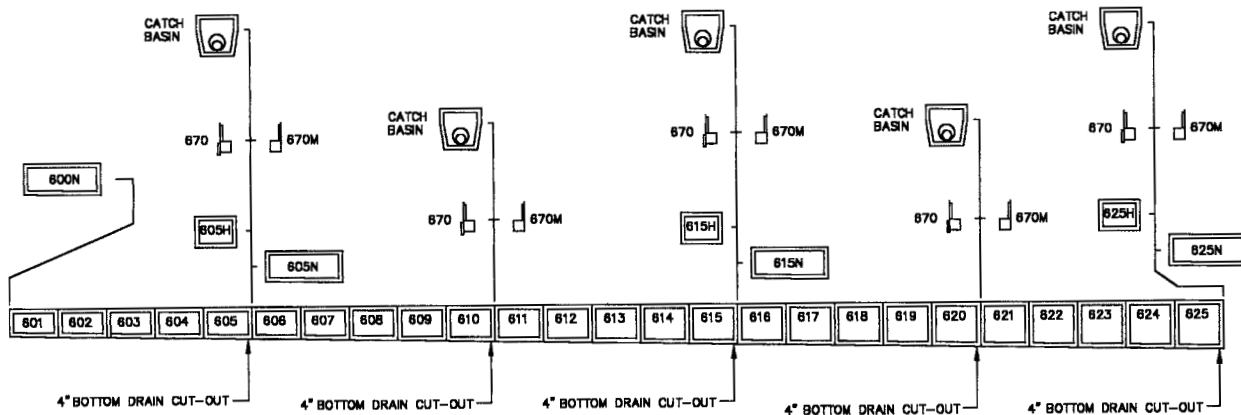 CATCH
BASIN
CATCH
BASIN
CATCH
BASIN
CATCH
BASIN
CATCH
BASIN
670
670M
670
670M
670
670M
600N
605H
670
670M
615H
670
670M
625H
605N
615N
625N
601 602 603 604 605 606 607 608 609 610 611 612 613 614 615 616 617 618 619 620 621 622 623 624 625
4" BOTTOM DRAIN CUT-OUT
4" BOTTOM DRAIN CUT-OUT
4" BOTTOM DRAIN CUT-OUT
4" BOTTOM DRAIN CUT-OUT
4" BOTTOM DRAIN CUT-OUT